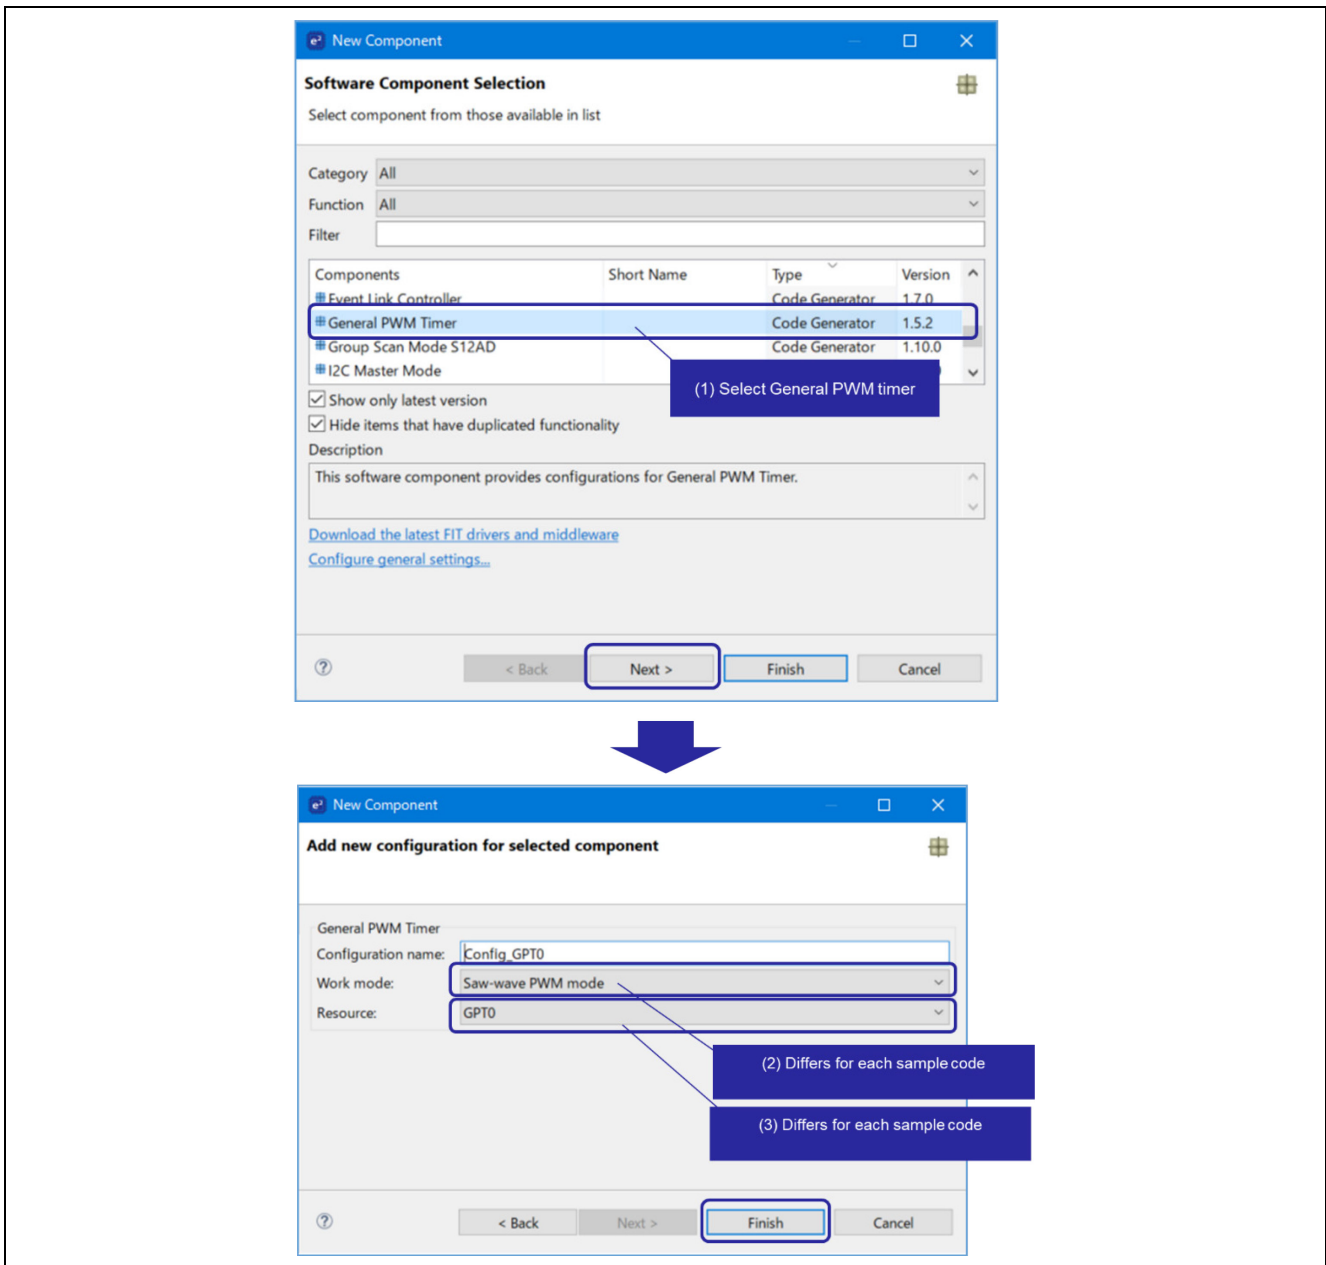 e² New Component
Software Component Selection
Select component from those available in list
Category All
Function All
Filter
Components Short Name Type Version
Event Link Controller Code Generator 1.7.0
General PWM Timer Code Generator 1.5.2
Group Scan Mode S12AD Code Generator 1.10.0
I2C Master Mode
(1) Select General PWM timer
Show only latest version
Hide items that have duplicated functionality
Description
This software component provides configurations for General PWM Timer.
Download the latest FIT drivers and middleware
Configure general settings...
? < Back Next > Finish Cancel
e² New Component
Add new configuration for selected component
General PWM Timer
Configuration name: Config_GPT0
Work mode: Saw-wave PWM mode
Resource: GPT0
(2) Differs for each sample code
(3) Differs for each sample code
? < Back Next > Finish Cancel